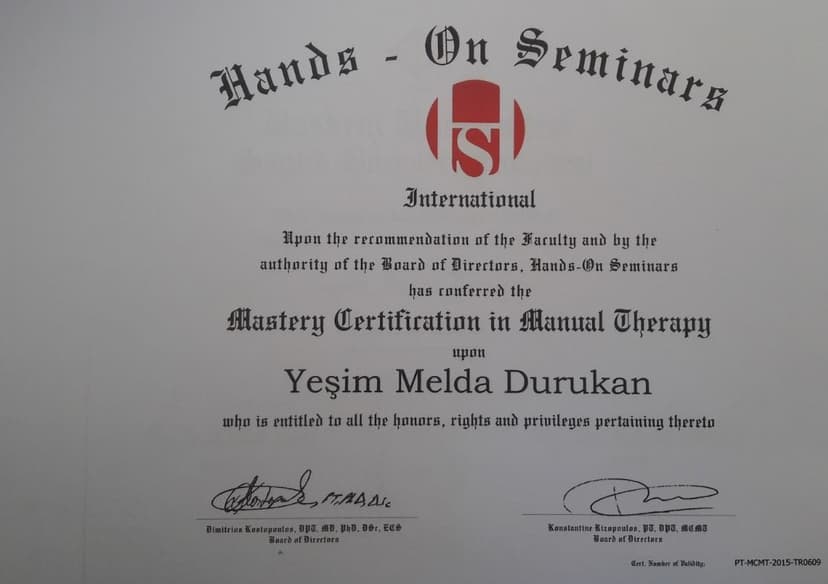 Hands - On Seminars
HS
International
Upon the recommendation of the Faculty and by the
authority of the Board of Directors, Hands-On Seminars
has conferred the
Mastery Certification in Manual Therapy
upon
Yeşim Melda Durukan
who is entitled to all the honors, rights and privileges pertaining thereto
PT, MD, DSc.
Dimitrios Kostopoulos, DPT, MD, PhD, DSc, ECS
Board of Directors
Konstantine Rizopoulos, PT, DPT, MCMT
Board of Directors
Cert. Number of Validity: PT-MCMT-2015-TR0609